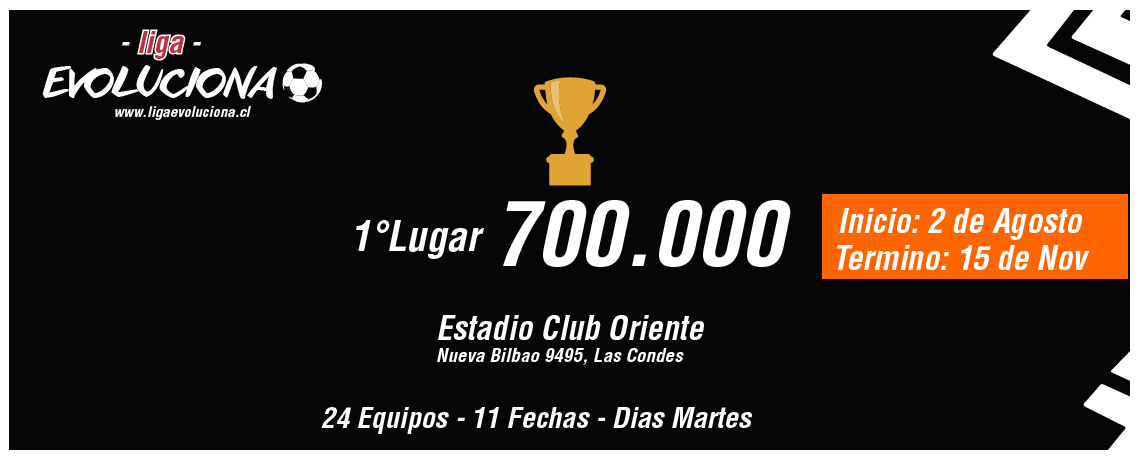 - liga -
EVOLUCIONA
www.ligaevoluciona.cl
1°Lugar 700.000
Inicio: 2 de Agosto
Termino: 15 de Nov
Estadio Club Oriente
Nueva Bilbao 9495, Las Condes
24 Equipos - 11 Fechas - Dias Martes